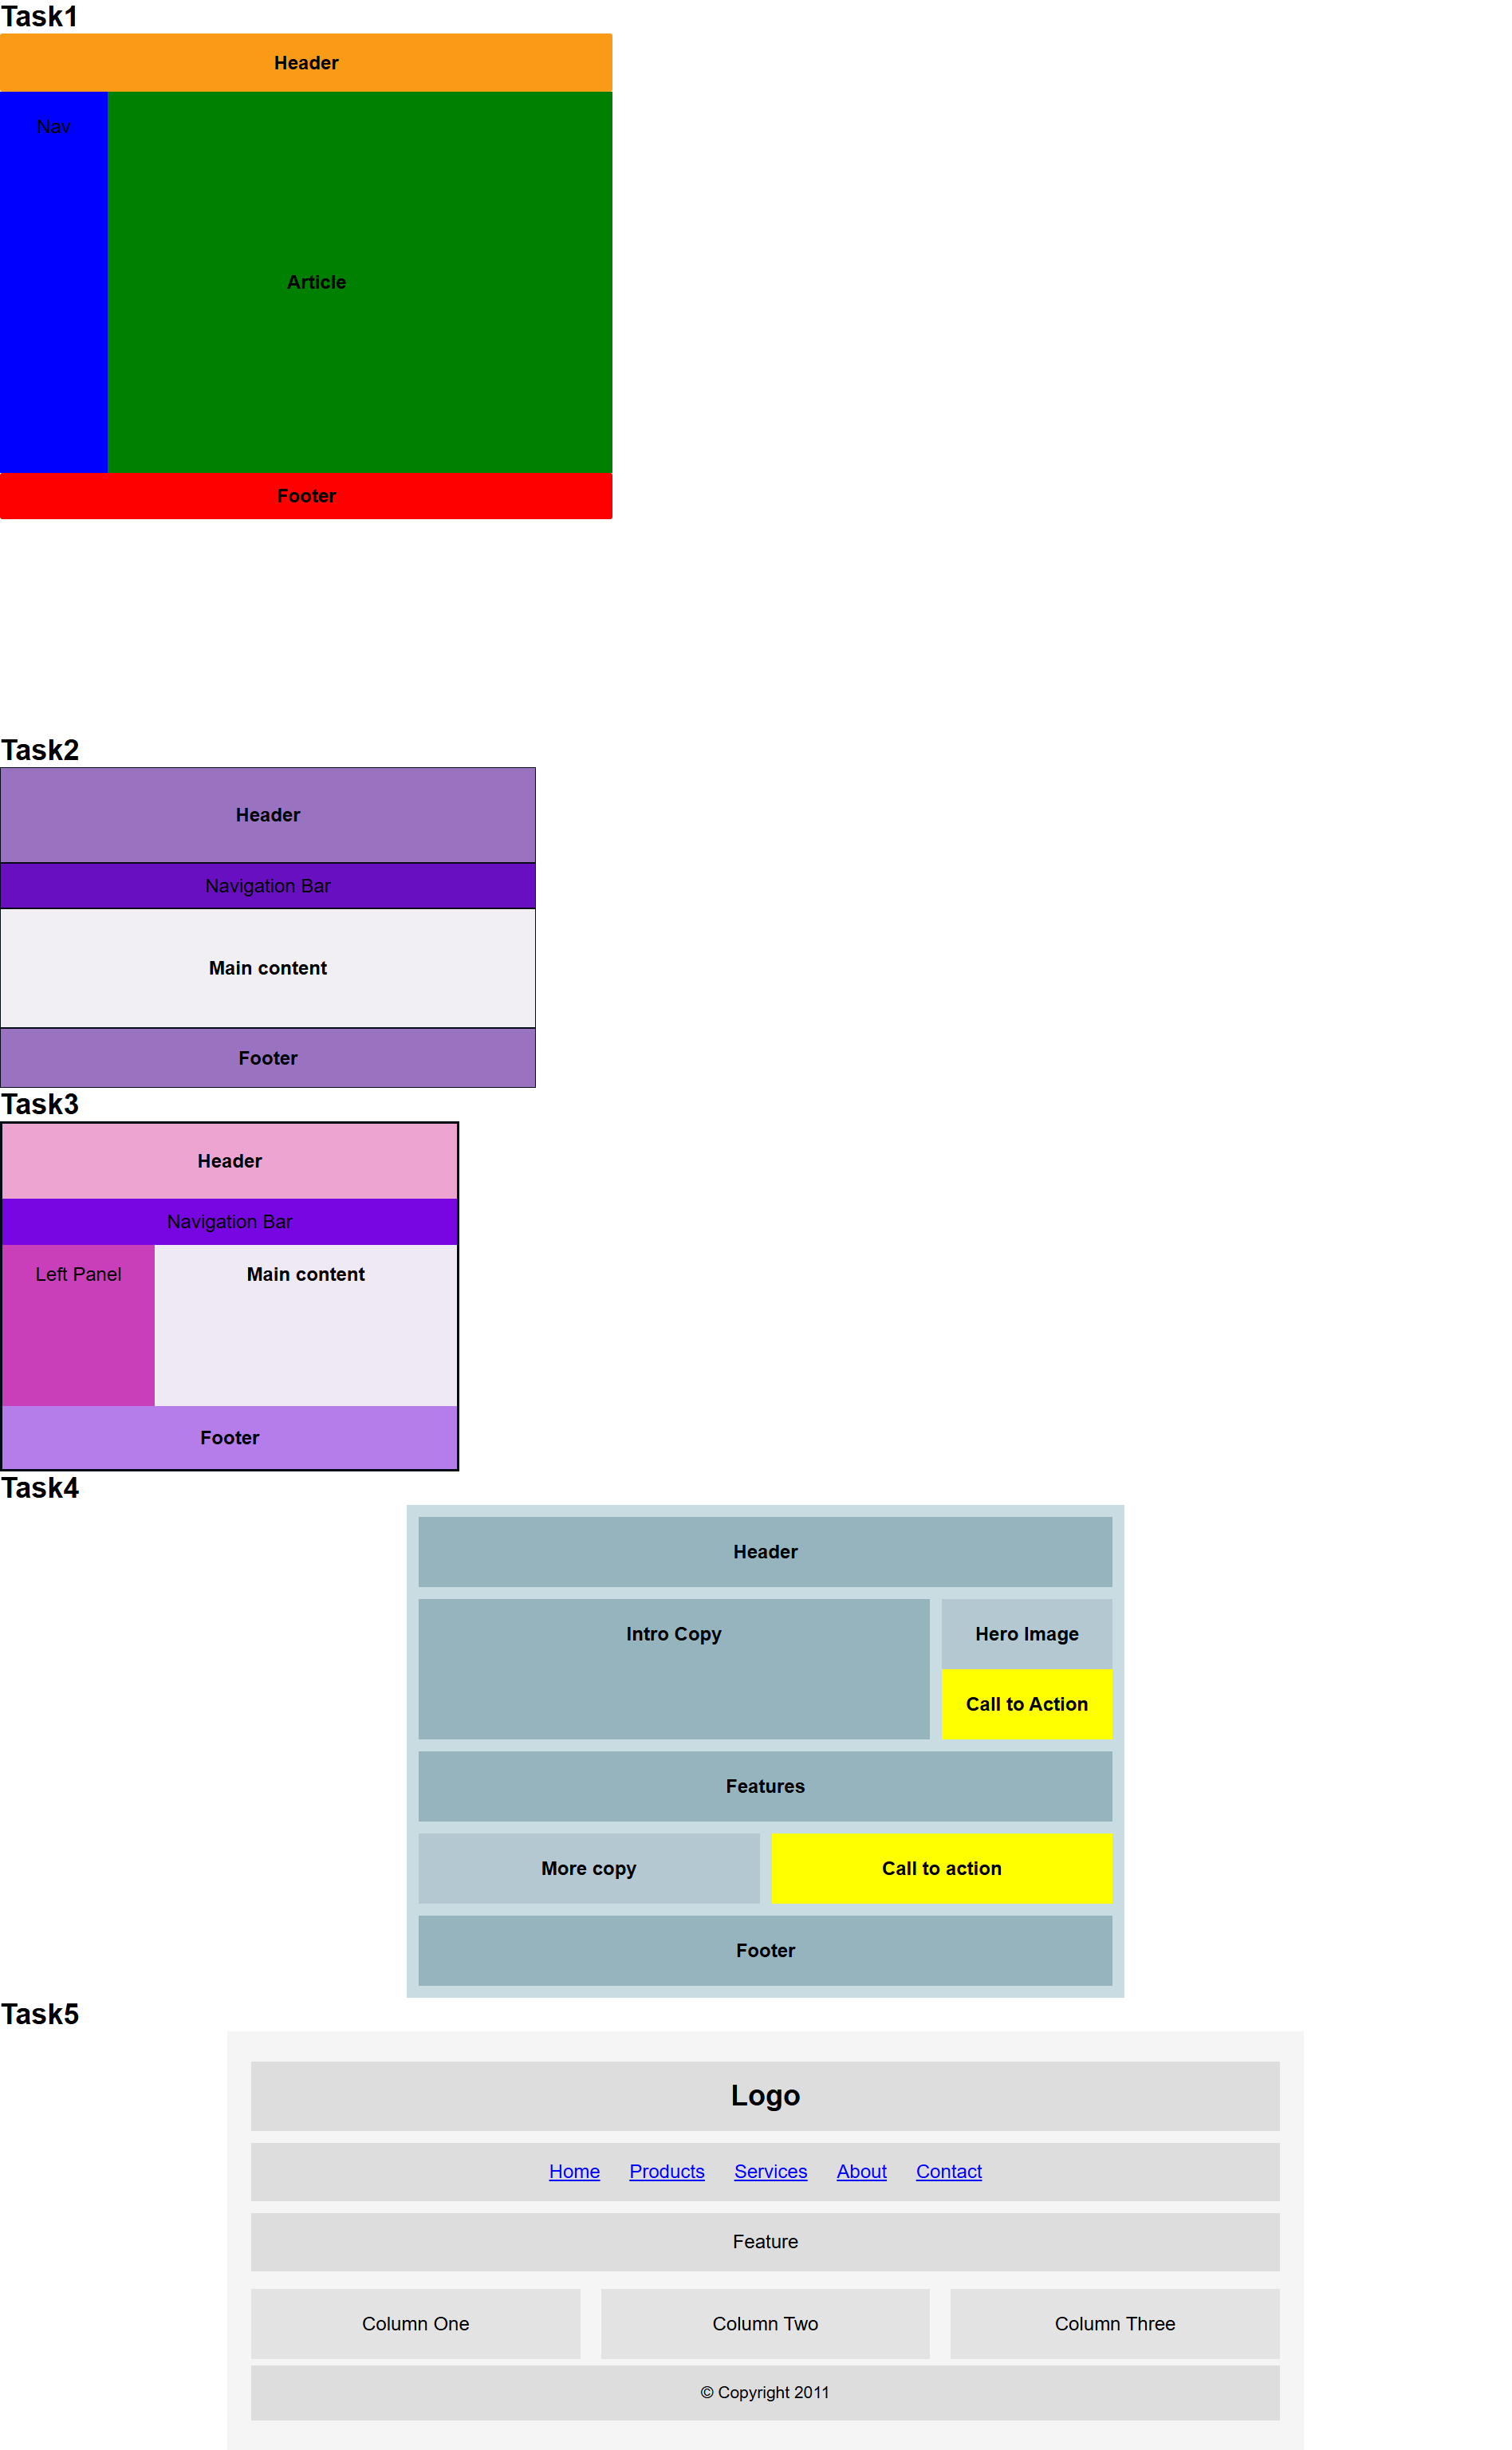 Task1
Header
Nav
Article
Footer
Task2
Header
Navigation Bar
Main content
Footer
Task3
Header
Navigation Bar
Left Panel Main content
Footer
Task4
Header
Intro Copy Hero Image
Call to Action
Features
More copy Call to action
Footer
Task5
Logo
Home Products Services About Contact
Feature
Column One Column Two Column Three
© Copyright 2011